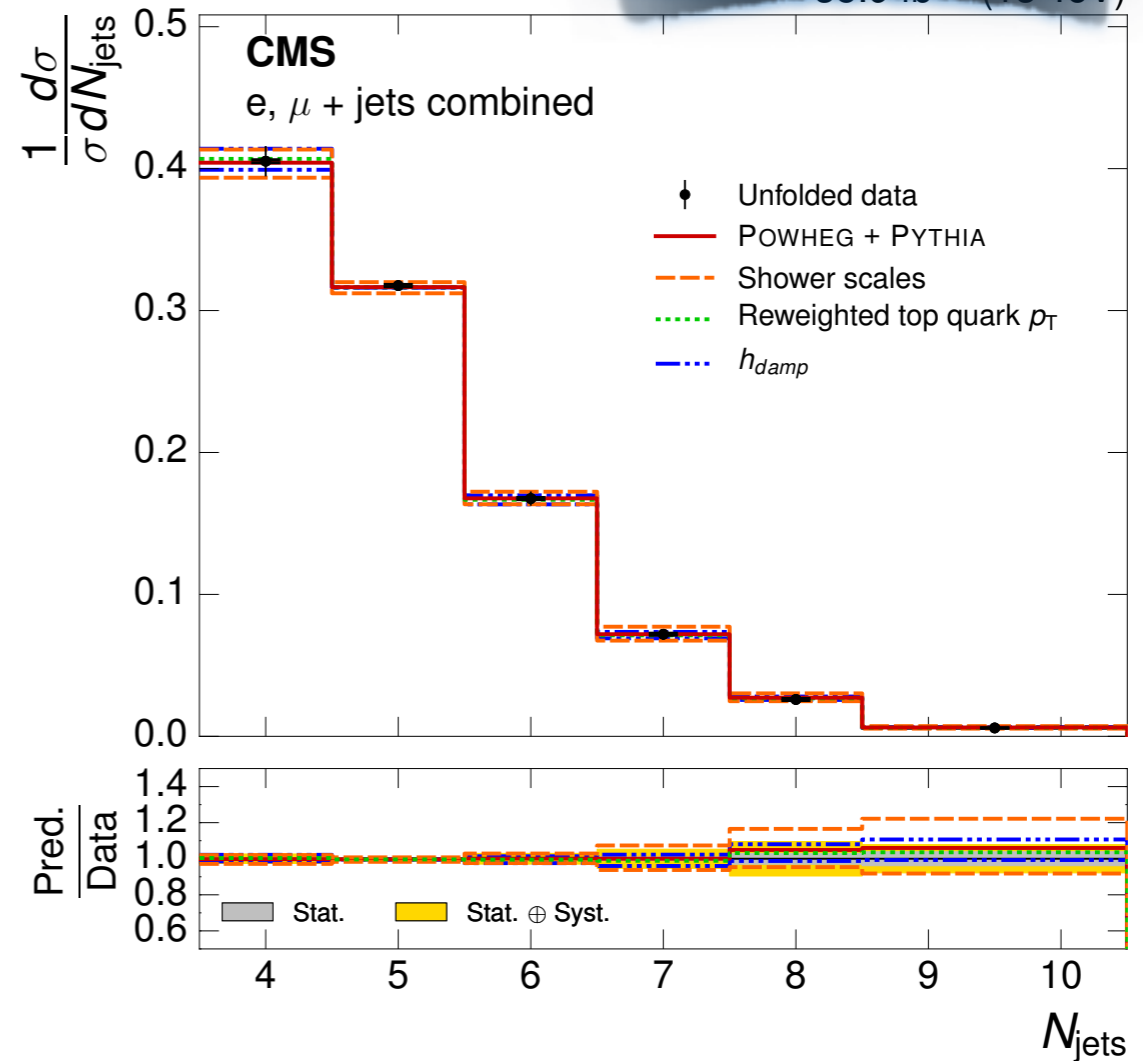 (13 TeV)
CMS
e, μ + jets combined
1/σ dσ/dN_jets
0.5
0.4
0.3
0.2
0.1
0.0
Unfolded data
POWHEG + PYTHIA
Shower scales
Reweighted top quark p_T
h_damp
Pred./Data
1.4
1.2
1.0
0.8
0.6
Stat.
Stat. ⊕ Syst.
4 5 6 7 8 9 10
N_jets